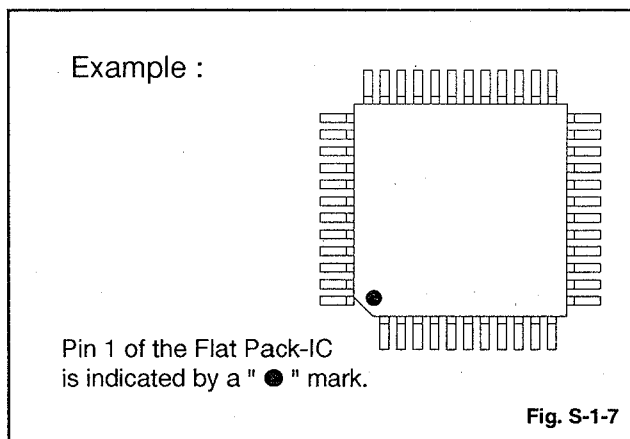 Example :
Pin 1 of the Flat Pack-IC
is indicated by a " ● " mark.
Fig. S-1-7